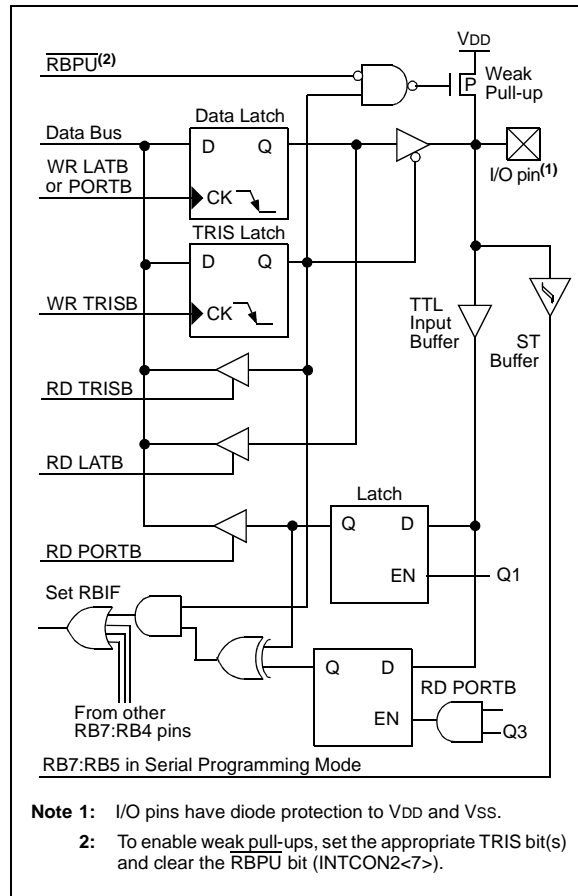 VDD
RBPU(2)
P
Weak
Pull-up
Data Latch
Data Bus
D Q
I/O pin(1)
WR LATB
or PORTB
CK
TRIS Latch
D Q
WR TRISB
CK
TTL
Input
Buffer
ST
Buffer
RD TRISB
RD LATB
Latch
Q D
RD PORTB
EN
Q1
Set RBIF
Q D
RD PORTB
EN
Q3
From other
RB7:RB4 pins
RB7:RB5 in Serial Programming Mode
Note 1: I/O pins have diode protection to VDD and VSS.
2: To enable weak pull-ups, set the appropriate TRIS bit(s)
and clear the RBPU bit (INTCON2<7>).